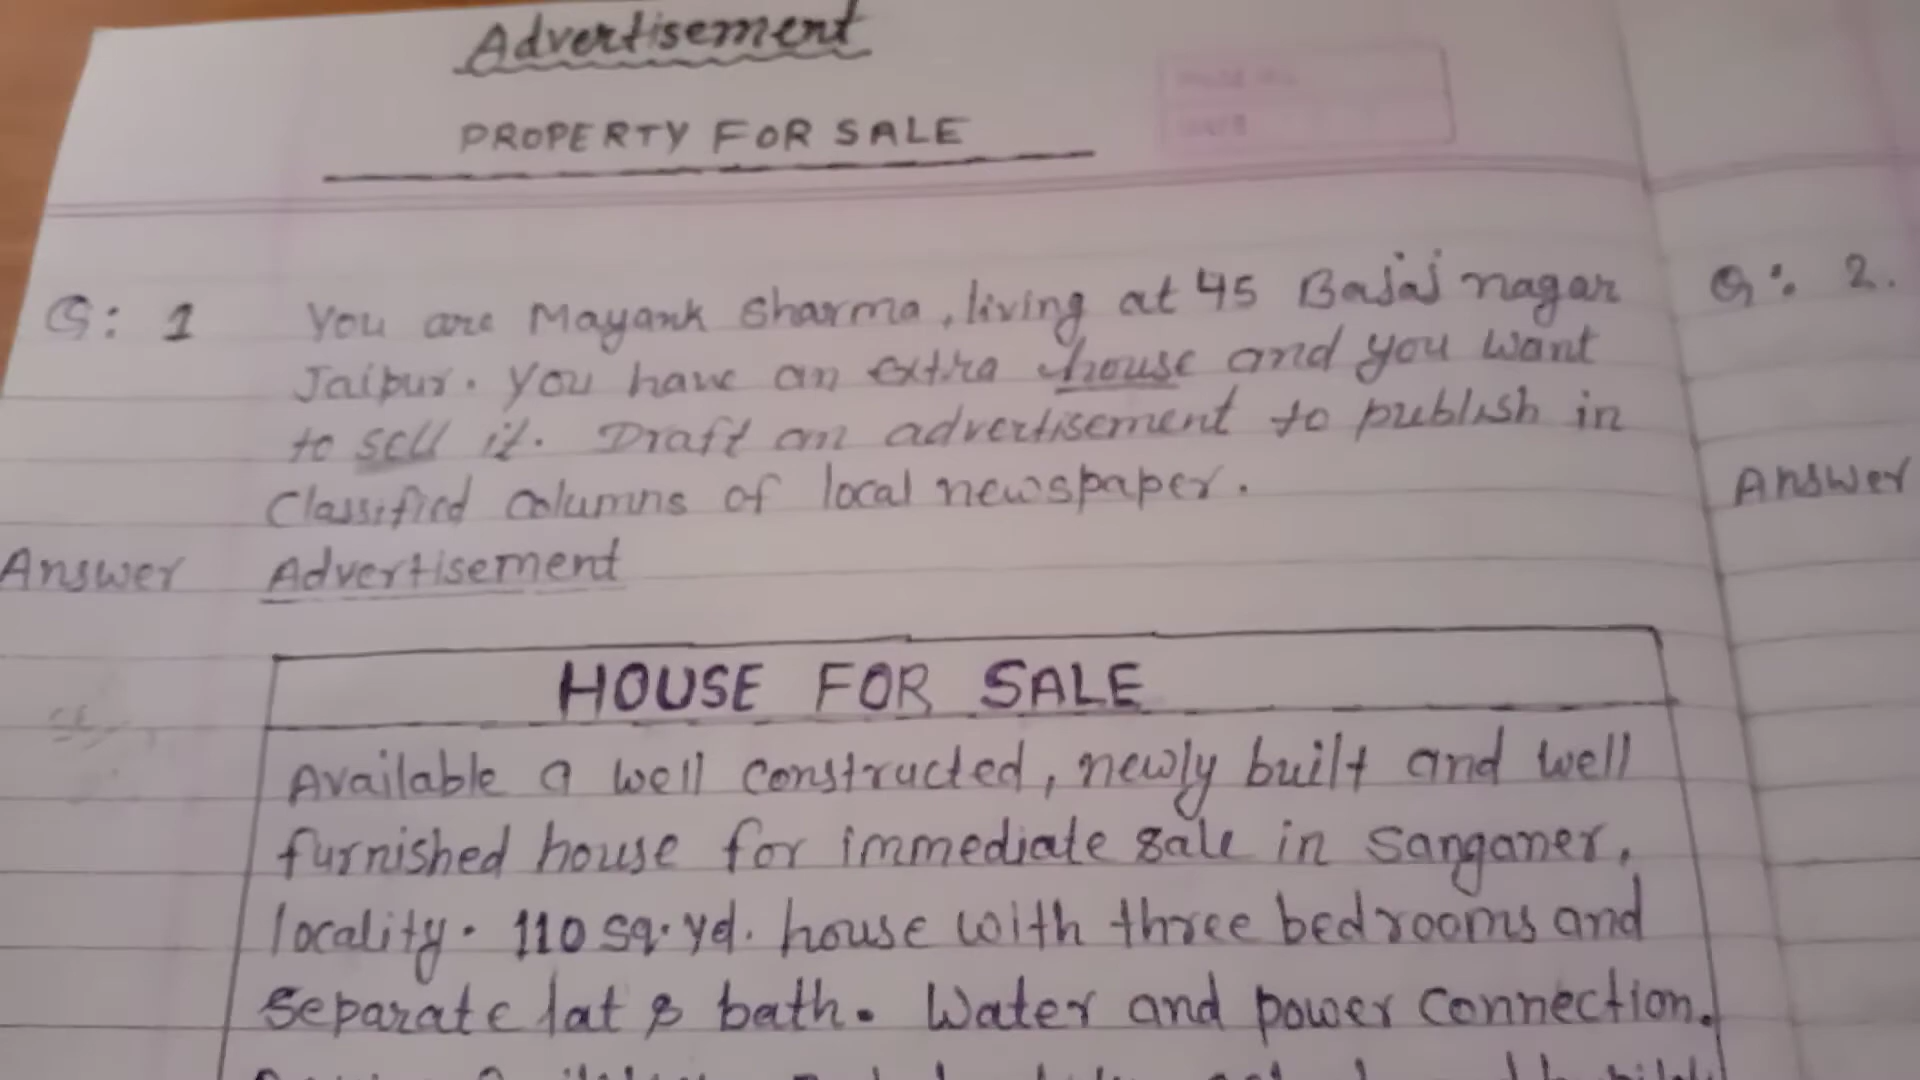 Advertisement
PROPERTY FOR SALE
Q: 1 You are Mayank Sharma, living at 45 Bajaj nagar
Jaipur. You have an extra house and you want
to sell it. Draft an advertisement to publish in
Classified columns of local newspaper.
Answer Advertisement
HOUSE FOR SALE
Available a well constructed, newly built and well
furnished house for immediate sale in Sanganer,
locality. 110 sq. yd. house with three bedrooms and
separate lat & bath. Water and power connection.
Q: 2.
Answer